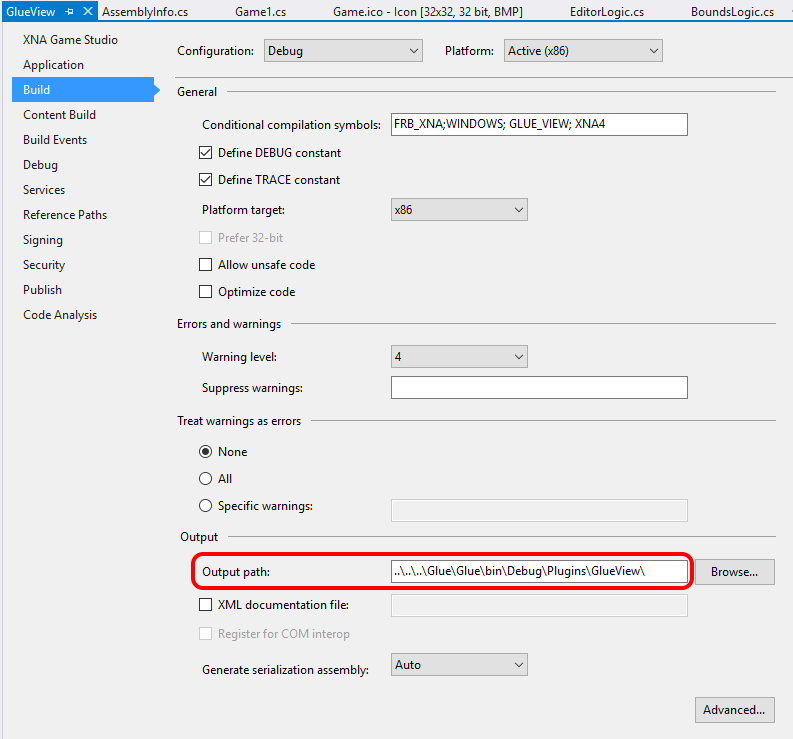 GlueView AssemblyInfo.cs Game1.cs Game.ico - Icon [32x32, 32 bit, BMP] EditorLogic.cs BoundsLogic.cs
XNA Game Studio
Application
Build
Content Build
Build Events
Debug
Services
Reference Paths
Signing
Security
Publish
Code Analysis
Configuration: Debug Platform: Active (x86)
General
Conditional compilation symbols: FRB_XNA;WINDOWS; GLUE_VIEW; XNA4
Define DEBUG constant
Define TRACE constant
Platform target: x86
Prefer 32-bit
Allow unsafe code
Optimize code
Errors and warnings
Warning level: 4
Suppress warnings:
Treat warnings as errors
None
All
Specific warnings:
Output
Output path: ..\..\..\Glue\Glue\bin\Debug\Plugins\GlueView\ Browse...
XML documentation file:
Register for COM interop
Generate serialization assembly: Auto
Advanced...